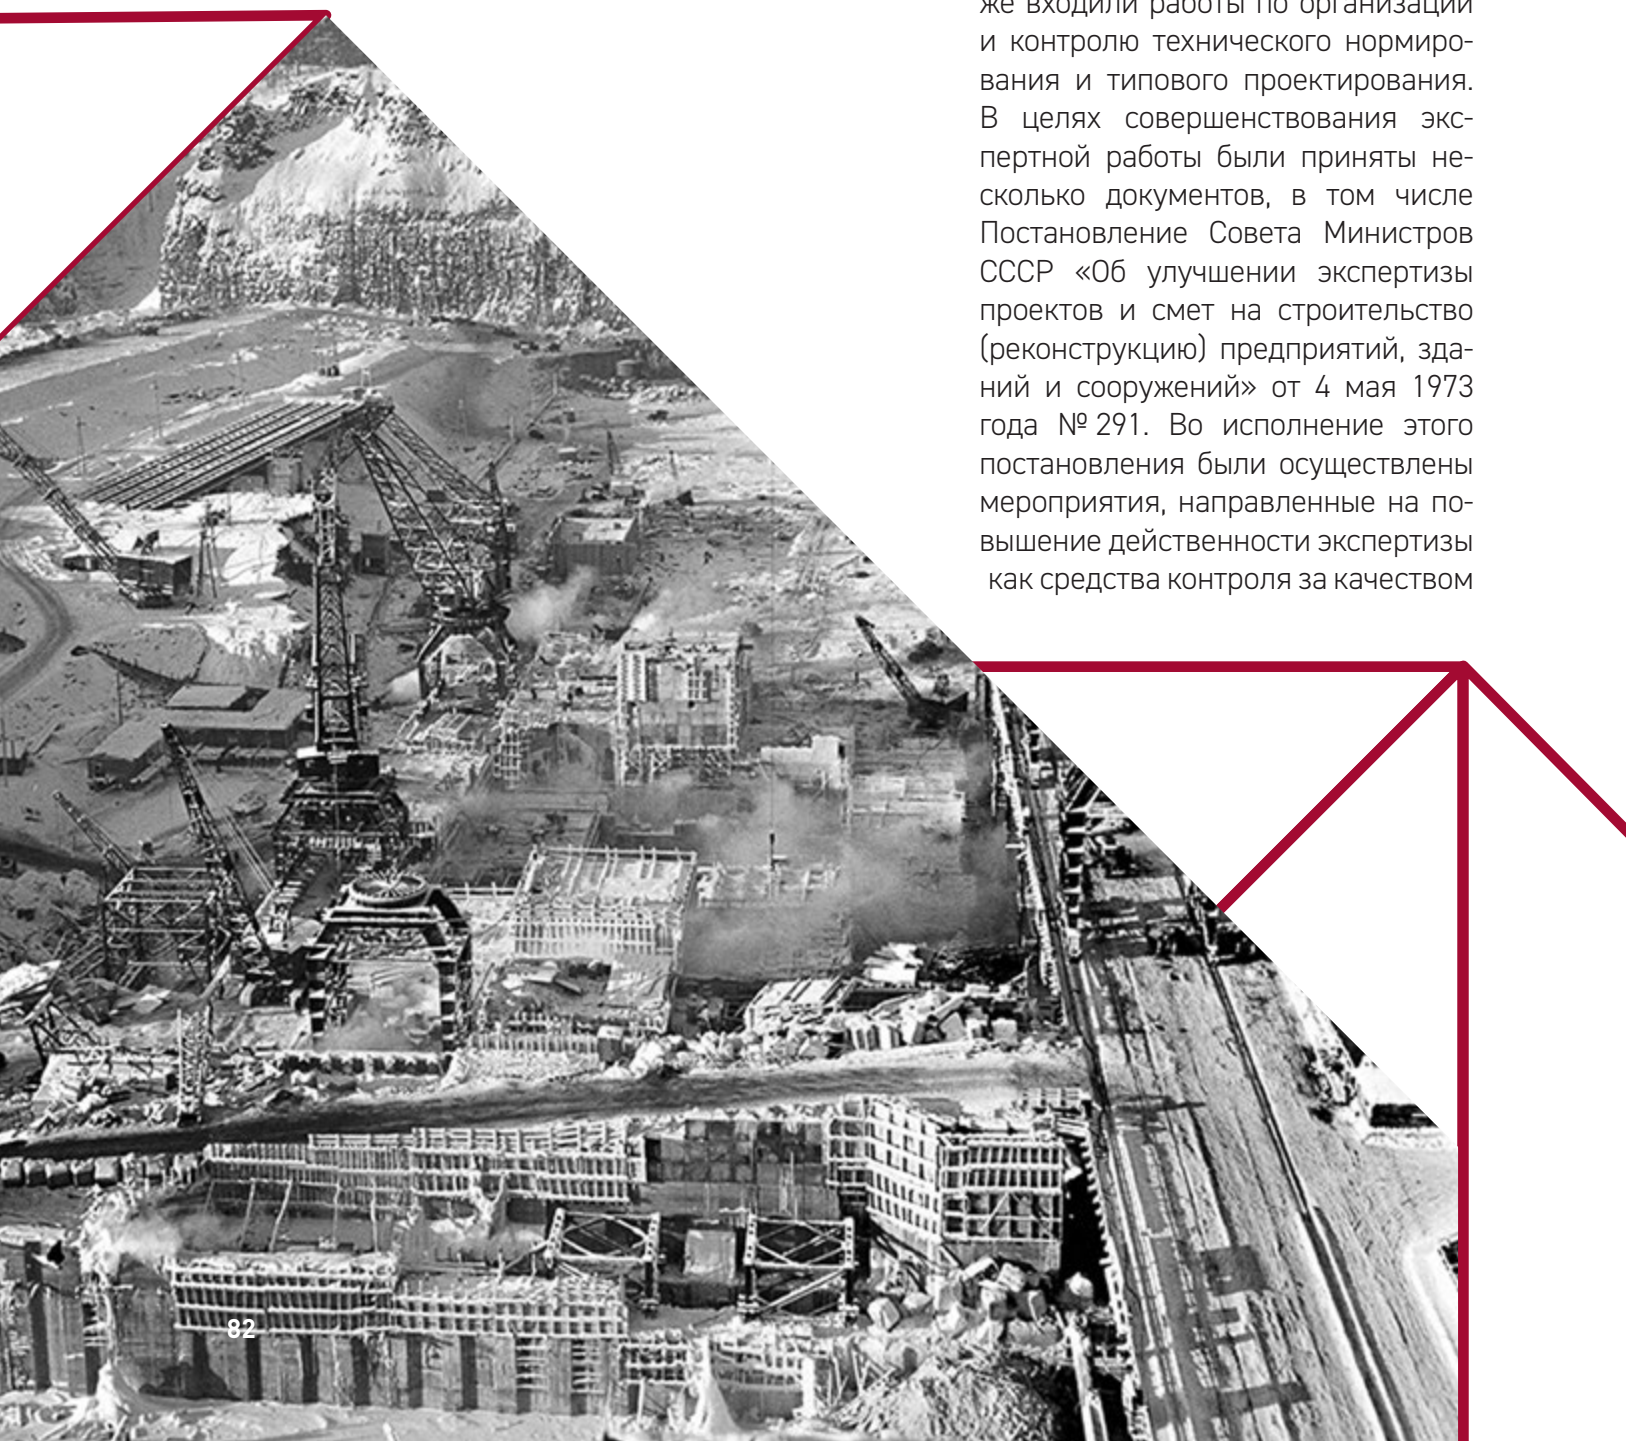 же входили работы по организации
и контролю технического нормиро-
вания и типового проектирования.
В целях совершенствования экс-
пертной работы были приняты не-
сколько документов, в том числе
Постановление Совета Министров
СССР «Об улучшении экспертизы
проектов и смет на строительство
(реконструкцию) предприятий, зда-
ний и сооружений» от 4 мая 1973
года № 291. Во исполнение этого
постановления были осуществлены
мероприятия, направленные на по-
вышение действенности экспертизы
как средства контроля за качеством
82